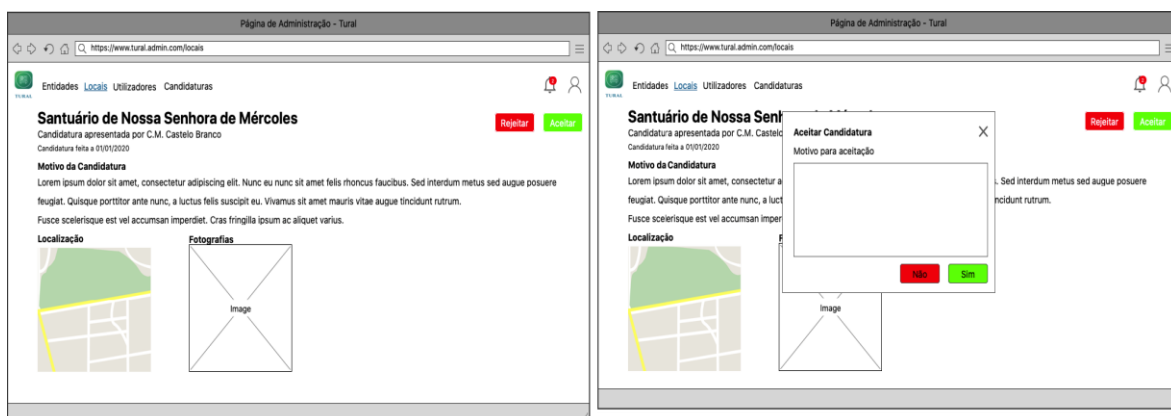 Página de Administração - Tural
https://www.tural.admin.com/locais
TURAL
Entidades Locais Utilizadores Candidaturas
Santuário de Nossa Senhora de Mércoles
Rejeitar Aceitar
Candidatura apresentada por C.M. Castelo Branco
Candidatura feita a 01/01/2020
Motivo da Candidatura
Lorem ipsum dolor sit amet, consectetur adipiscing elit. Nunc eu nunc sit amet felis rhoncus faucibus. Sed interdum metus sed augue posuere
feugiat. Quisque porttitor ante nunc, a luctus felis suscipit eu. Vivamus sit amet mauris vitae augue tincidunt rutrum.
Fusce scelerisque est vel accumsan imperdiet. Cras fringilla ipsum ac aliquet varius.
Localização Fotografias
Image
Página de Administração - Tural
https://www.tural.admin.com/locais
TURAL
Entidades Locais Utilizadores Candidaturas
Santuário de Nossa Senh
Rejeitar Aceitar
Candidatura apresentada por C.M. Castelo
Candidatura feita a 01/01/2020
Motivo da Candidatura
Lorem ipsum dolor sit amet, consectetur a
s. Sed interdum metus sed augue posuere
feugiat. Quisque porttitor ante nunc, a luct
ncidunt rutrum.
Fusce scelerisque est vel accumsan imper
Localização
Aceitar Candidatura
Motivo para aceitação
Não Sim
Image